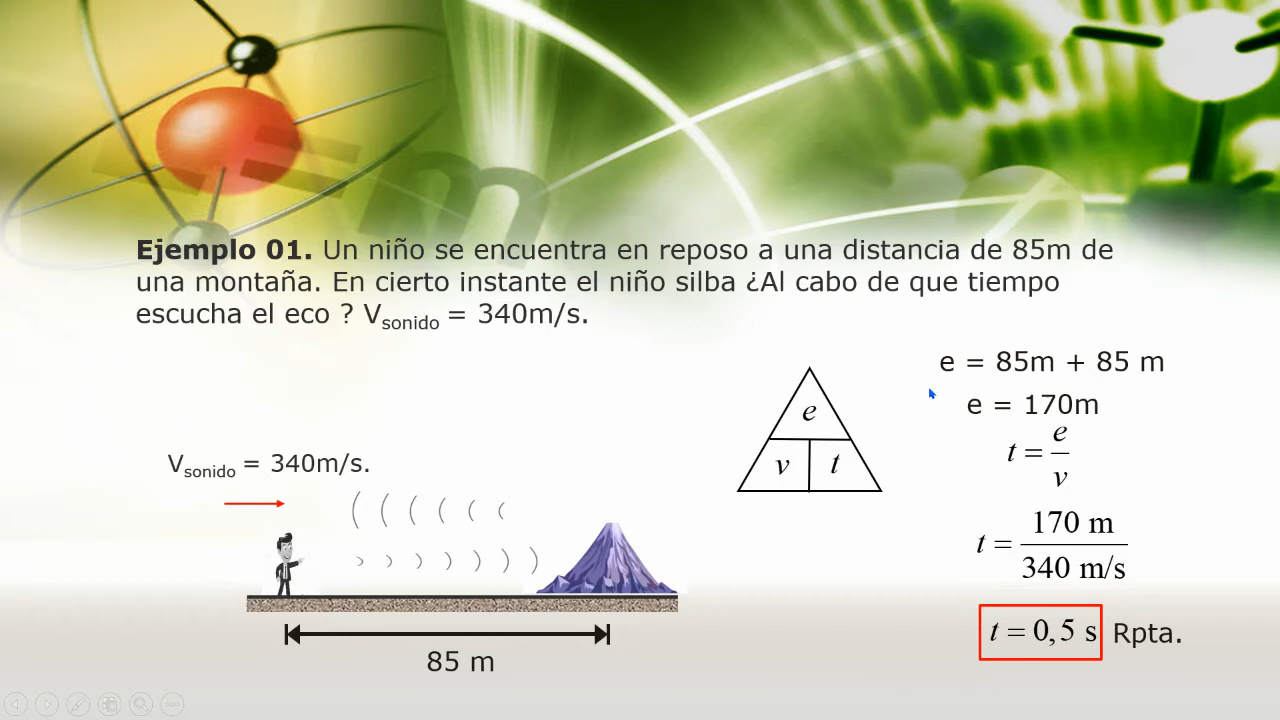 Ejemplo 01. Un niño se encuentra en reposo a una distancia de 85m de
una montaña. En cierto instante el niño silba ¿Al cabo de que tiempo
escucha el eco ? Vsonido = 340m/s.
e = 85m + 85 m
e = 170m
t = e/v
t = 170 m / 340 m/s
t = 0,5 s Rpta.
e
v t
Vsonido = 340m/s.
85 m